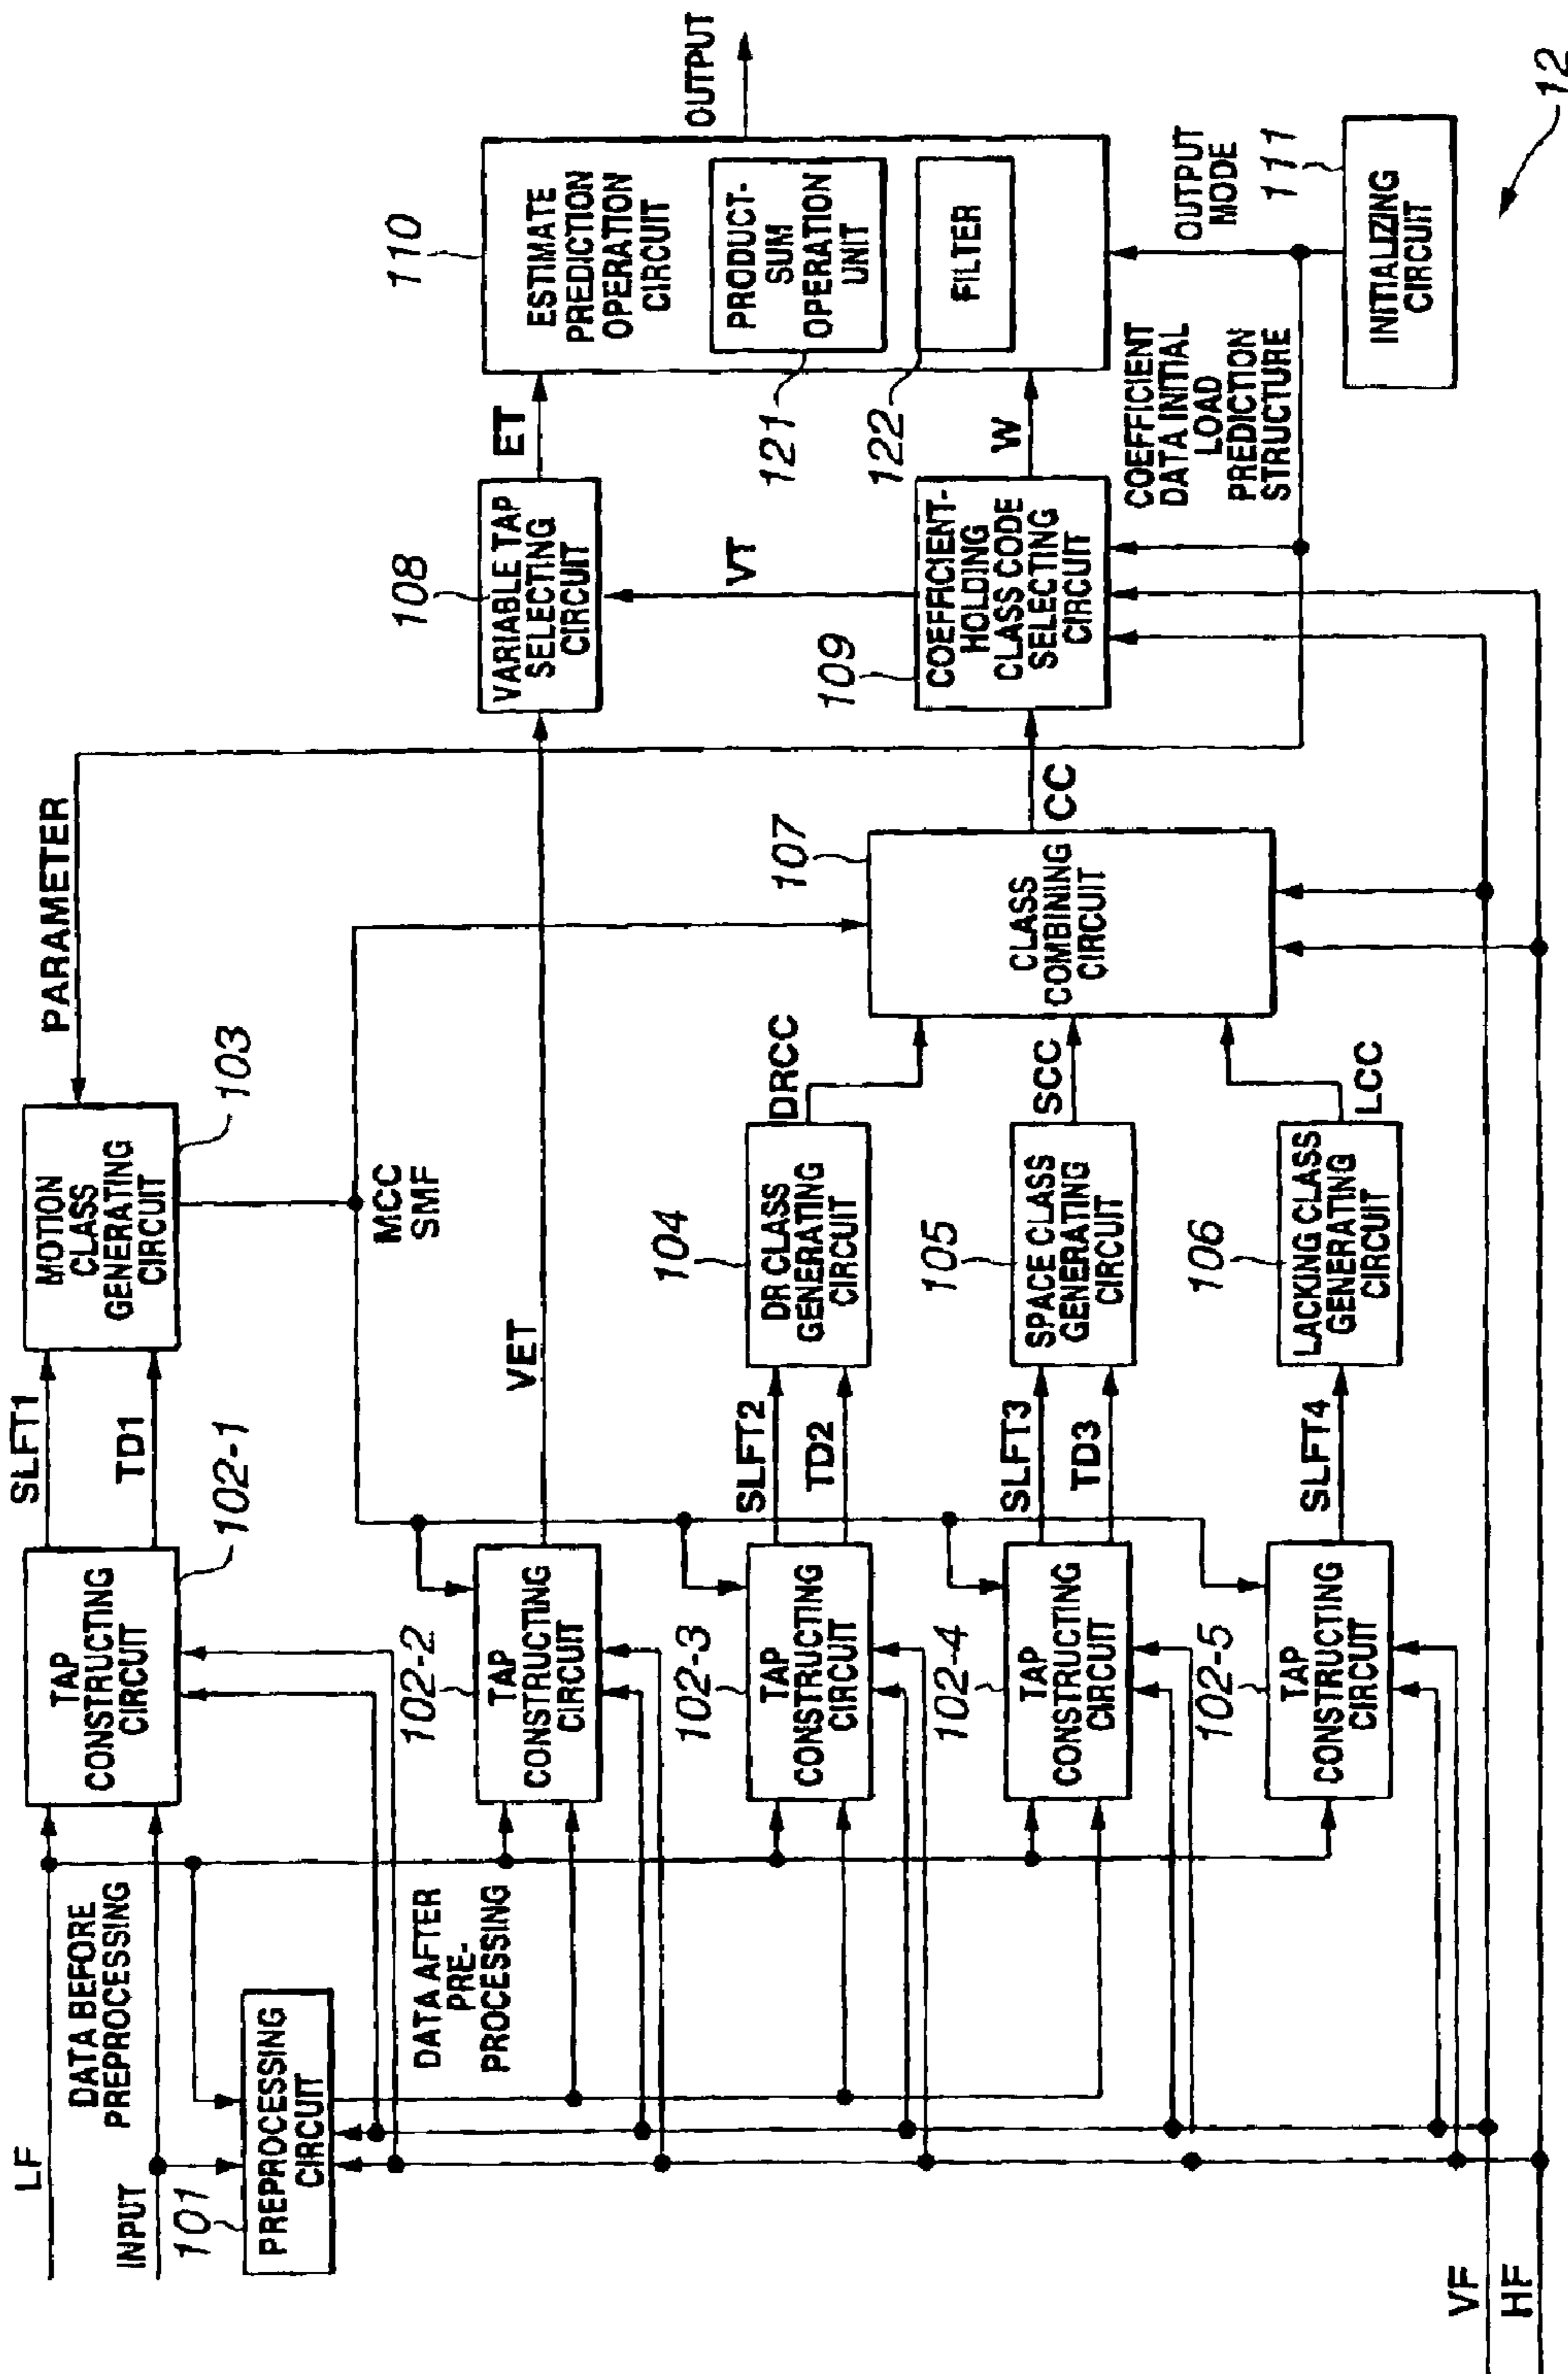 LF
INPUT
DATA BEFORE
PREPROCESSING
101
PREPROCESSING
CIRCUIT
DATA AFTER
PRE-
PROCESSING
TAP
CONSTRUCTING
CIRCUIT
102-1
SLFT1
TD1
MOTION
CLASS
GENERATING
CIRCUIT
103
PARAMETER
MCC
SMF
102-2
TAP
CONSTRUCTING
CIRCUIT
VET
108
VARIABLE TAP
SELECTING
CIRCUIT
ET
110
ESTIMATE
PREDICTION
OPERATION
CIRCUIT
PRODUCT-
SUM
OPERATION
UNIT
121
FILTER
122
OUTPUT
102-3
TAP
CONSTRUCTING
CIRCUIT
SLFT2
TD2
104
DR CLASS
GENERATING
CIRCUIT
DRCC
107
CLASS
COMBINING
CIRCUIT
CC
VT
109
COEFFICIENT-
HOLDING
CLASS CODE
SELECTING
CIRCUIT
W
102-4
TAP
CONSTRUCTING
CIRCUIT
SLFT3
TD3
105
SPACE CLASS
GENERATING
CIRCUIT
SCC
COEFFICIENT
DATA INITIAL
LOAD
PREDICTION
STRUCTURE
OUTPUT
MODE
111
INITIALIZING
CIRCUIT
102-5
TAP
CONSTRUCTING
CIRCUIT
SLFT4
106
LACKING CLASS
GENERATING
CIRCUIT
LCC
VF
HF
12